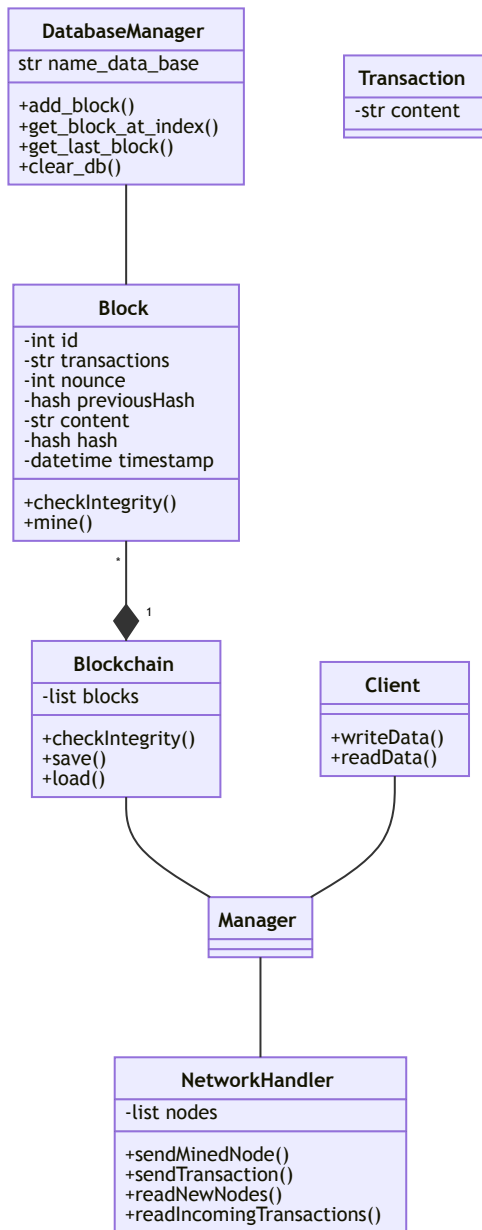 DatabaseManager
str name_data_base
+add_block()
+get_block_at_index()
+get_last_block()
+clear_db()
Transaction
-str content
Block
-int id
-str transactions
-int nounce
-hash previousHash
-str content
-hash hash
-datetime timestamp
+checkIntegrity()
+mine()
*
1
Blockchain
-list blocks
+checkIntegrity()
+save()
+load()
Client
+writeData()
+readData()
Manager
NetworkHandler
-list nodes
+sendMinedNode()
+sendTransaction()
+readNewNodes()
+readIncomingTransactions()